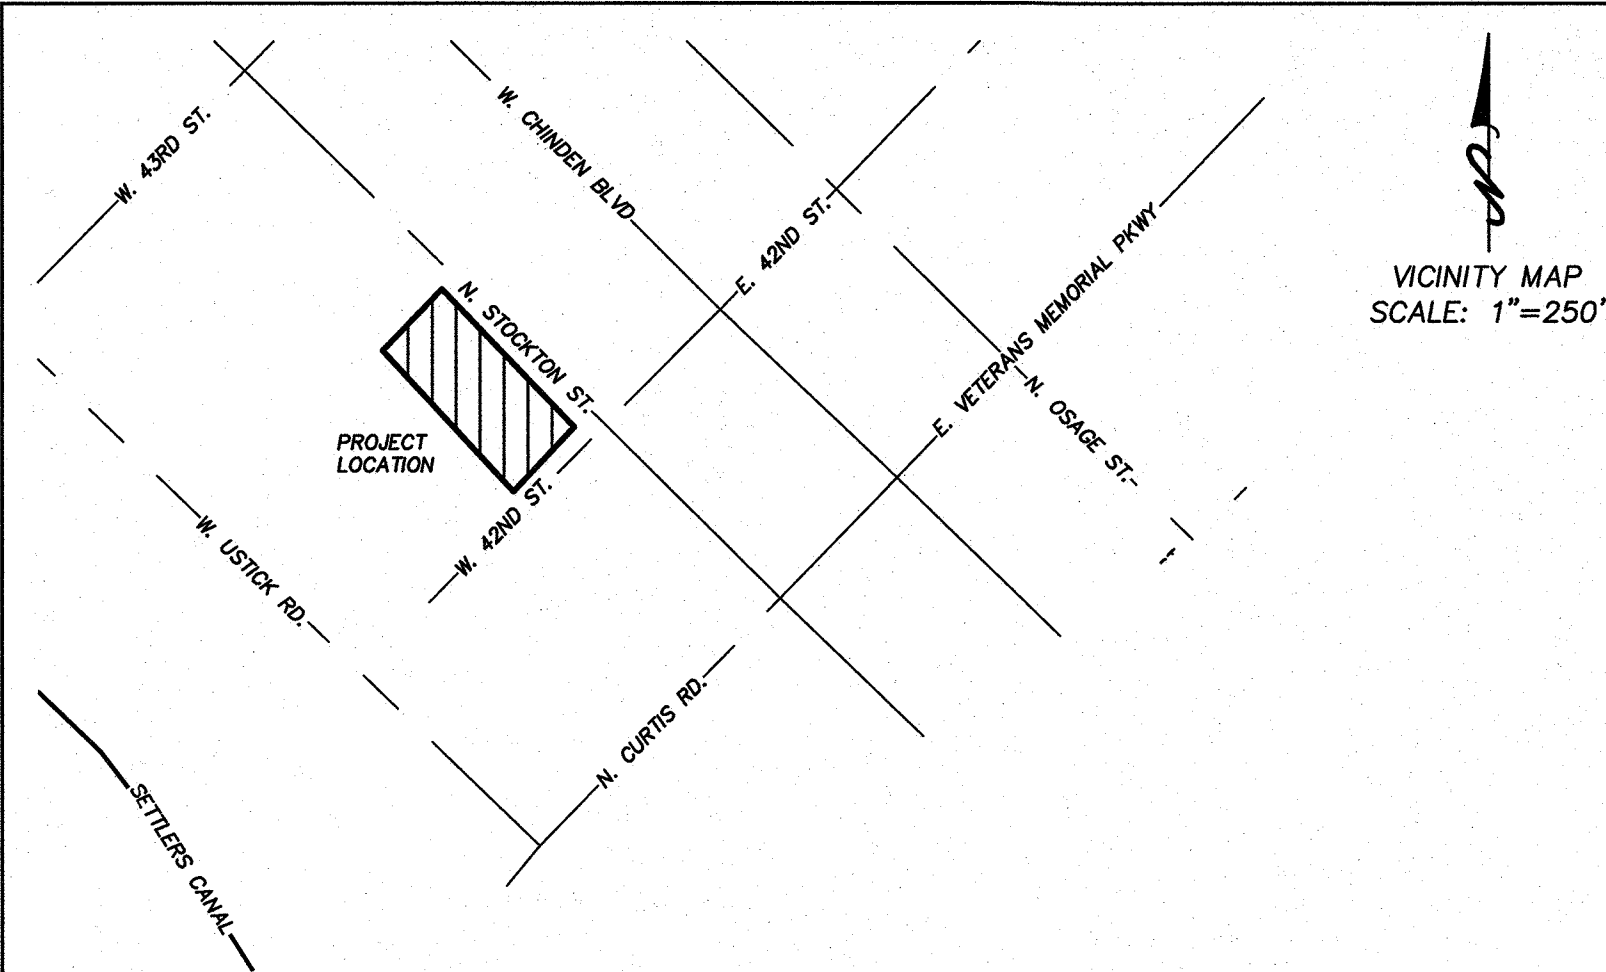 W. 43RD ST.
W. CHINDEN BLVD
E. 42ND ST.
E. VETERANS MEMORIAL PKWY
N
VICINITY MAP
SCALE: 1"=250'
N. STOCKTON ST.
N. OSAGE ST.
PROJECT
LOCATION
W. 42ND ST.
W. USTICK RD.
N. CURTIS RD.
SETTLERS CANAL